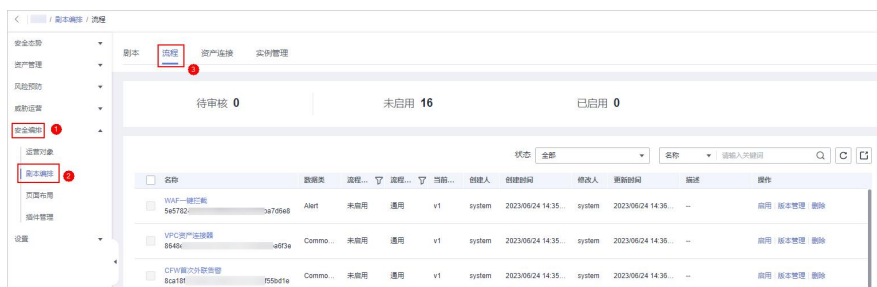 / 剧本编排 / 流程
安全态势
资产管理
风险预防
威胁运营
安全编排 1
运营对象
剧本编排 2
页面布局
插件管理
设置
剧本 流程 资产连接 实例管理
3
待审核 0 未启用 16 已启用 0
状态 全部 名称 请输入关键词
名称 数据类 流程... 流程... 当前... 创建人 创建时间 修改人 更新时间 描述 操作
WAF一键拦截
5e5782 ba7d6e8 Alert 未启用 通用 v1 system 2023/06/24 14:35... system 2023/06/24 14:36... -- 启用 版本管理 删除
VPC资产连接器
8648 a6f3e Commo... 未启用 通用 v1 system 2023/06/24 14:35... system 2023/06/24 14:36... -- 启用 版本管理 删除
CFW首次外联告警
8ca18f f55bd1e Commo... 未启用 通用 v1 system 2023/06/24 14:35... system 2023/06/24 14:36... -- 启用 版本管理 删除